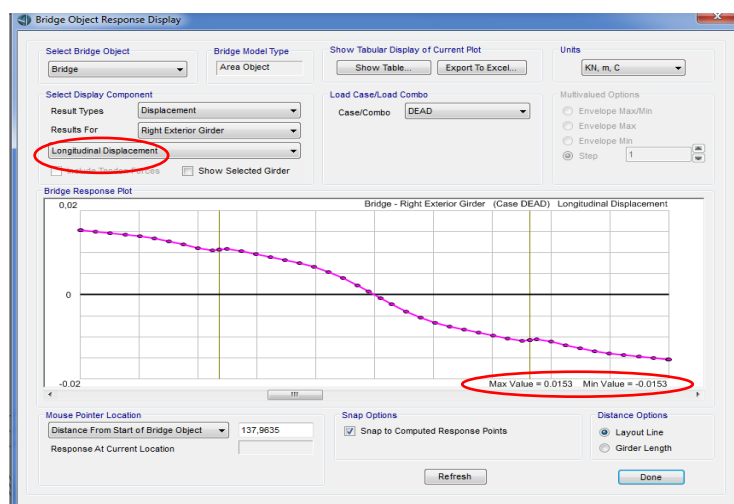 Bridge Object Response Display
Select Bridge Object
Bridge
Bridge Model Type
Area Object
Show Tabular Display of Current Plot
Show Table...
Export To Excel...
Units
KN, m, C
Select Display Component
Result Types
Displacement
Results For
Right Exterior Girder
Longitudinal Displacement
Include Tendon Forces
Show Selected Girder
Load Case/Load Combo
Case/Combo
DEAD
Multivalued Options
Envelope Max/Min
Envelope Max
Envelope Min
Step
1
Bridge Response Plot
0,02
Bridge - Right Exterior Girder (Case DEAD) Longitudinal Displacement
0
-0.02
Max Value = 0.0153 Min Value = -0.0153
Mouse Pointer Location
Distance From Start of Bridge Object
137,9635
Response At Current Location
Snap Options
Snap to Computed Response Points
Distance Options
Layout Line
Girder Length
Refresh
Done